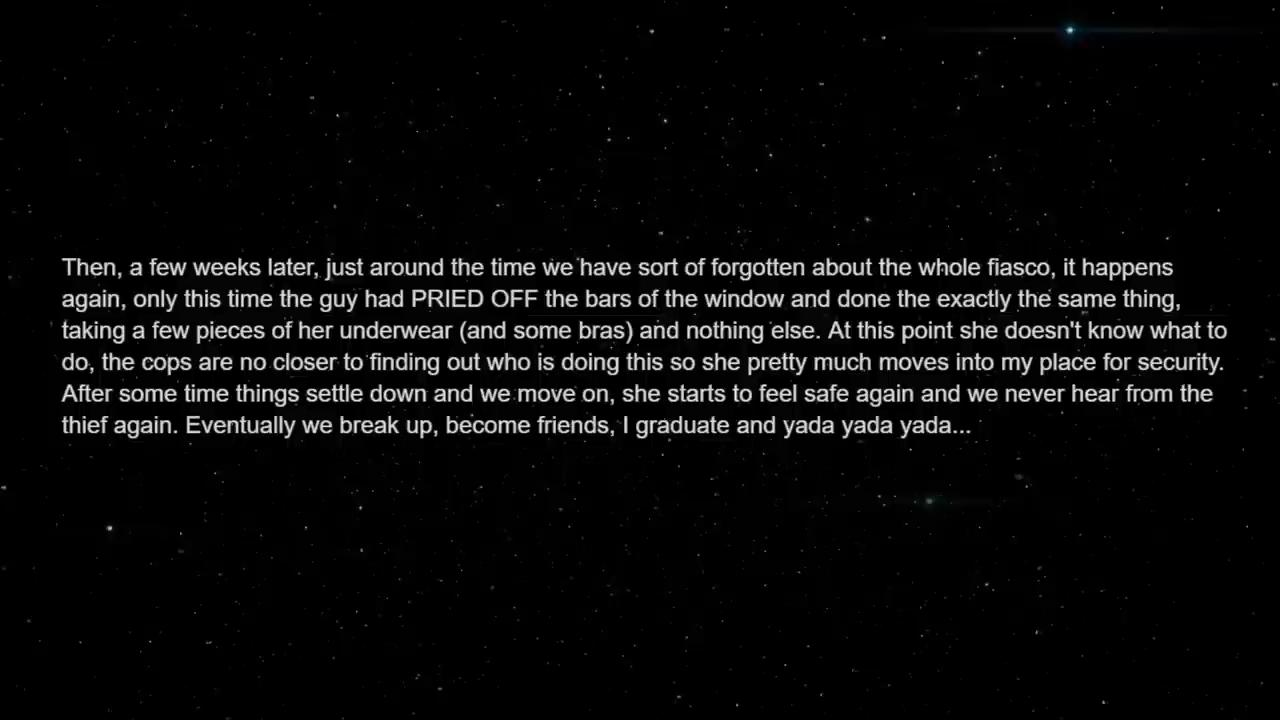 Then, a few weeks later, just around the time we have sort of forgotten about the whole fiasco, it happens
again, only this time the guy had PRIED OFF the bars of the window and done the exactly the same thing,
taking a few pieces of her underwear (and some bras) and nothing else. At this point she doesn't know what to
do, the cops are no closer to finding out who is doing this so she pretty much moves into my place for security.
After some time things settle down and we move on, she starts to feel safe again and we never hear from the
thief again. Eventually we break up, become friends, I graduate and yada yada yada...